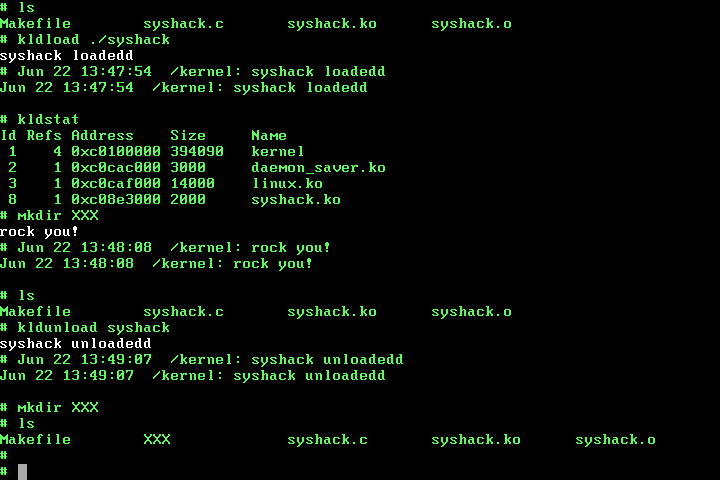 # ls
Makefile        syshack.c       syshack.ko      syshack.o
# kldload ./syshack
syshack loadedd
# Jun 22 13:47:54  /kernel: syshack loadedd
Jun 22 13:47:54  /kernel: syshack loadedd

# kldstat
Id Refs Address    Size     Name
 1    4 0xc0100000 394090   kernel
 2    1 0xc0cac000 3000     daemon_saver.ko
 3    1 0xc0caf000 14000    linux.ko
 8    1 0xc08e3000 2000     syshack.ko
# mkdir XXX
rock you!
# Jun 22 13:48:08  /kernel: rock you!
Jun 22 13:48:08  /kernel: rock you!

# ls
Makefile        syshack.c       syshack.ko      syshack.o
# kldunload syshack
syshack unloadedd
# Jun 22 13:49:07  /kernel: syshack unloadedd
Jun 22 13:49:07  /kernel: syshack unloadedd

# mkdir XXX
# ls
Makefile        XXX             syshack.c       syshack.ko      syshack.o
#
#